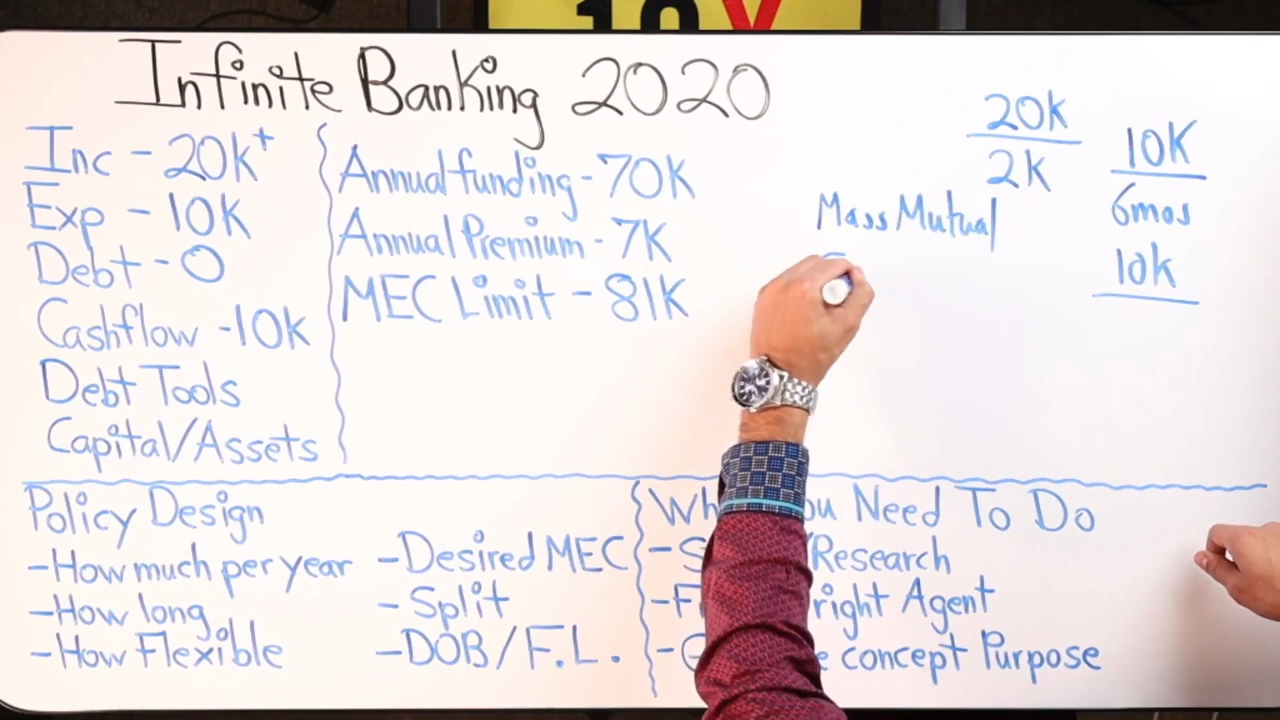 Infinite Banking 2020
Inc - 20K+
Exp - 10K
Debt - 0
Cashflow -10K
Debt Tools
Capital/Assets
Annual funding - 70K
Annual Premium - 7K
MEC Limit - 81K
20K
2K
10K
6mos
10K
Mass Mutual
Policy Design
-How much per year
-How long
-How Flexible
-Desired MEC
-Split
-DOB/F.L.
Need To Do
/Research
right Agent
concept Purpose